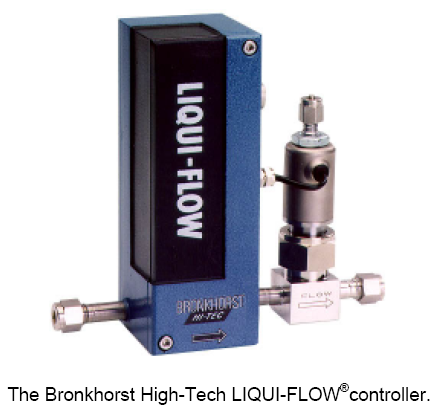 LIQUI-FLOW
BRONKHORST
HI-TEC
FLOW
The Bronkhorst High-Tech LIQUI-FLOW®controller.